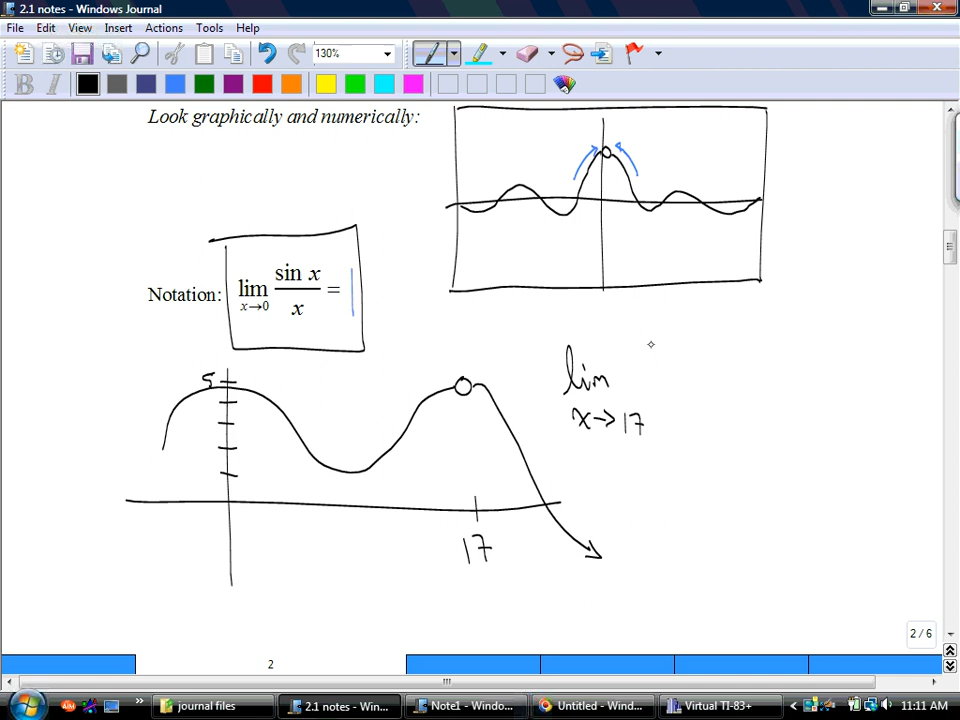 2.1 notes - Windows Journal
File Edit View Insert Actions Tools Help
130%
B I
Look graphically and numerically:
Notation: lim x→0 sin x / x = 1
5
lim
x→17
17
2 / 6
2
journal files
2.1 notes - Win...
Note1 - Windo...
Untitled - Wind...
Virtual TI-83+
11:11 AM